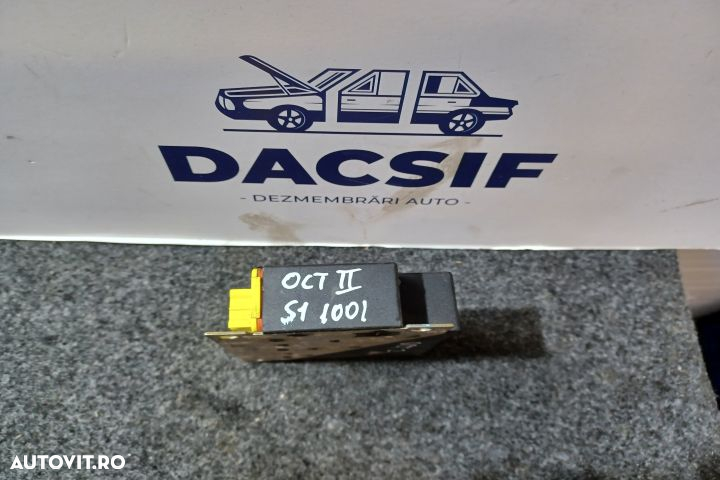 DACSIF
- DEZMEMBRĂRI AUTO -
OCT II
S1 1001
AUTOVIT.RO